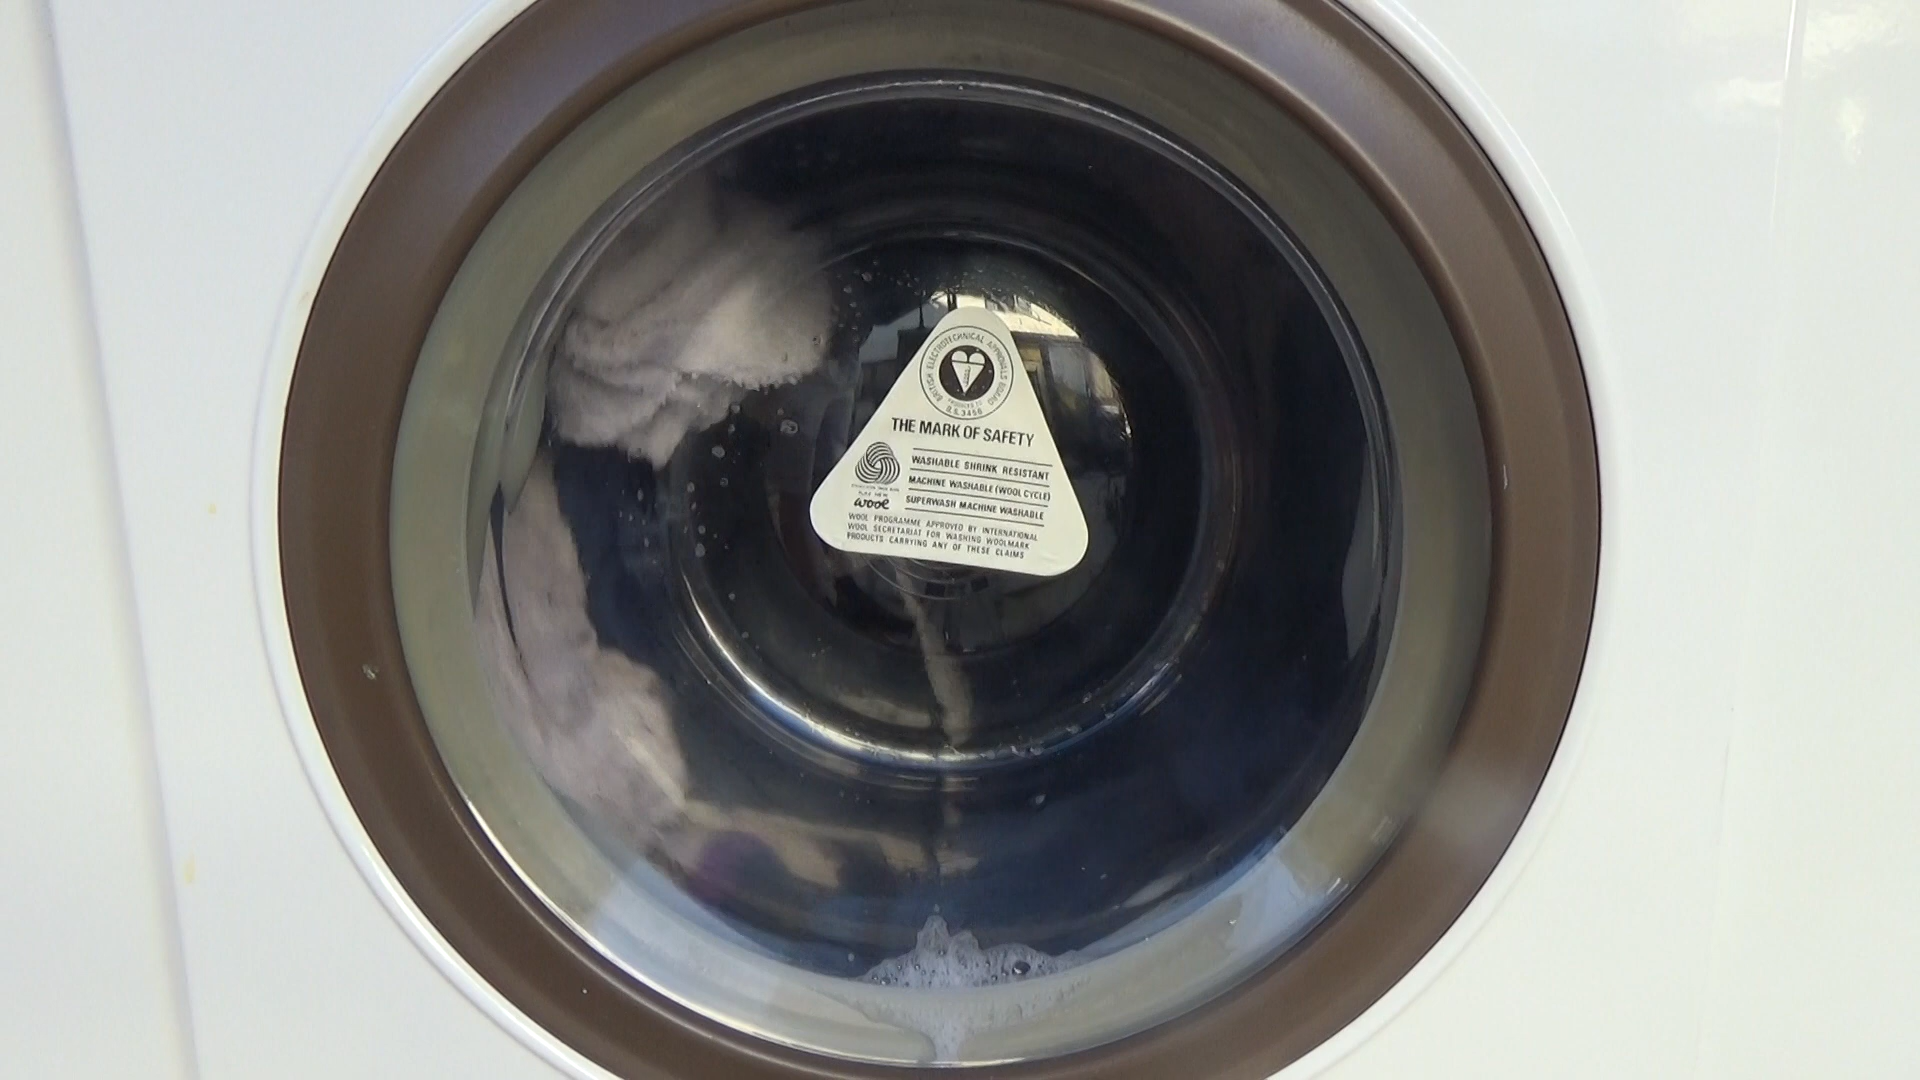 BRITISH ELECTROTECHNICAL APPROVALS BOARD
B.S. 3456
THE MARK OF SAFETY
WASHABLE SHRINK RESISTANT
MACHINE WASHABLE (WOOL CYCLE)
SUPERWASH MACHINE WASHABLE
wool
WOOL PROGRAMME APPROVED BY INTERNATIONAL
WOOL SECRETARIAT FOR WASHING WOOLMARK
PRODUCTS CARRYING ANY OF THESE CLAIMS